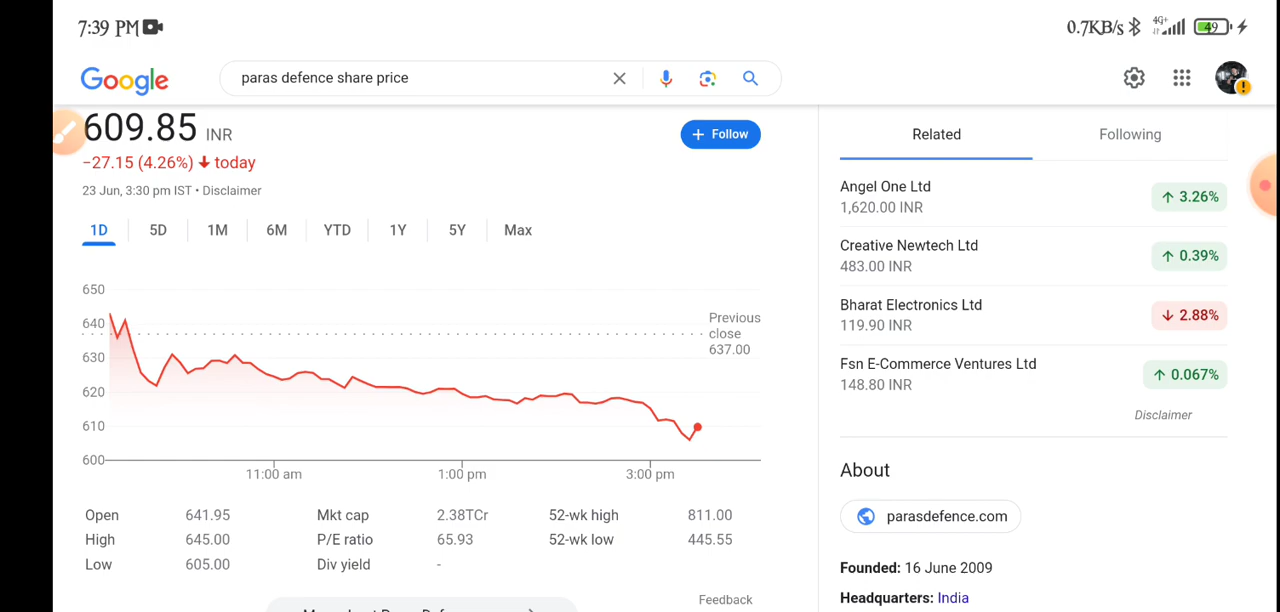 7:39 PM
0.7KB/s 4G+ 49
Google
paras defence share price
609.85 INR
+ Follow
−27.15 (4.26%) ↓ today
23 Jun, 3:30 pm IST • Disclaimer
1D 5D 1M 6M YTD 1Y 5Y Max
650
640
630
620
610
600
Previous
close
637.00
11:00 am 1:00 pm 3:00 pm
Open 641.95 Mkt cap 2.38TCr 52-wk high 811.00
High 645.00 P/E ratio 65.93 52-wk low 445.55
Low 605.00 Div yield -
Feedback
Related Following
Angel One Ltd
1,620.00 INR
↑ 3.26%
Creative Newtech Ltd
483.00 INR
↑ 0.39%
Bharat Electronics Ltd
119.90 INR
↓ 2.88%
Fsn E-Commerce Ventures Ltd
148.80 INR
↑ 0.067%
Disclaimer
About
parasdefence.com
Founded: 16 June 2009
Headquarters: India